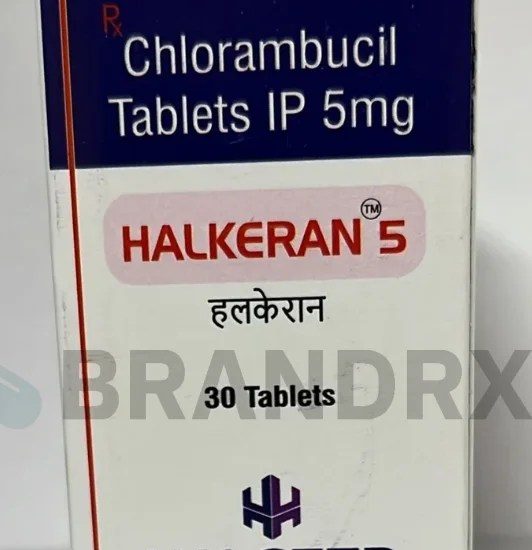 Rx
Chlorambucil
Tablets IP 5mg
HALKERAN™ 5
हलकेरान
BRANDRX
30 Tablets